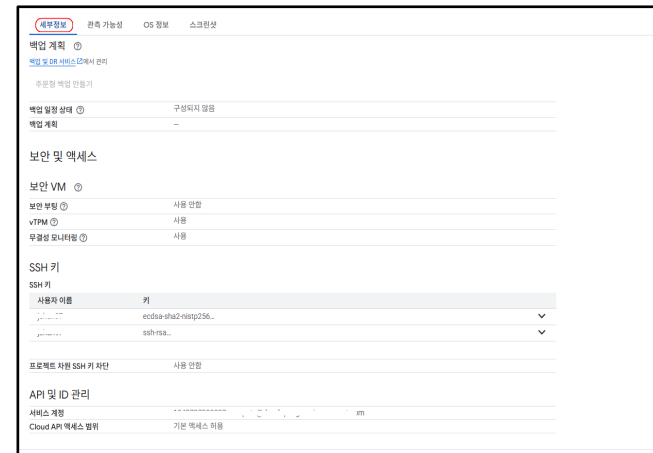 세부정보 관측 가능성 OS 정보 스크린샷
백업 계획
백업 및 DR 서비스에서 관리
주문형 백업 만들기
백업 일정 상태 구성되지 않음
백업 계획 —
보안 및 액세스
보안 VM
보안 부팅 사용 안함
vTPM 사용
무결성 모니터링 사용
SSH 키
SSH 키
사용자 이름 키
ecdsa-sha2-nistp256…
ssh-rsa…
프로젝트 차원 SSH 키 차단 사용 안함
API 및 ID 관리
서비스 계정
Cloud API 액세스 범위 기본 액세스 허용